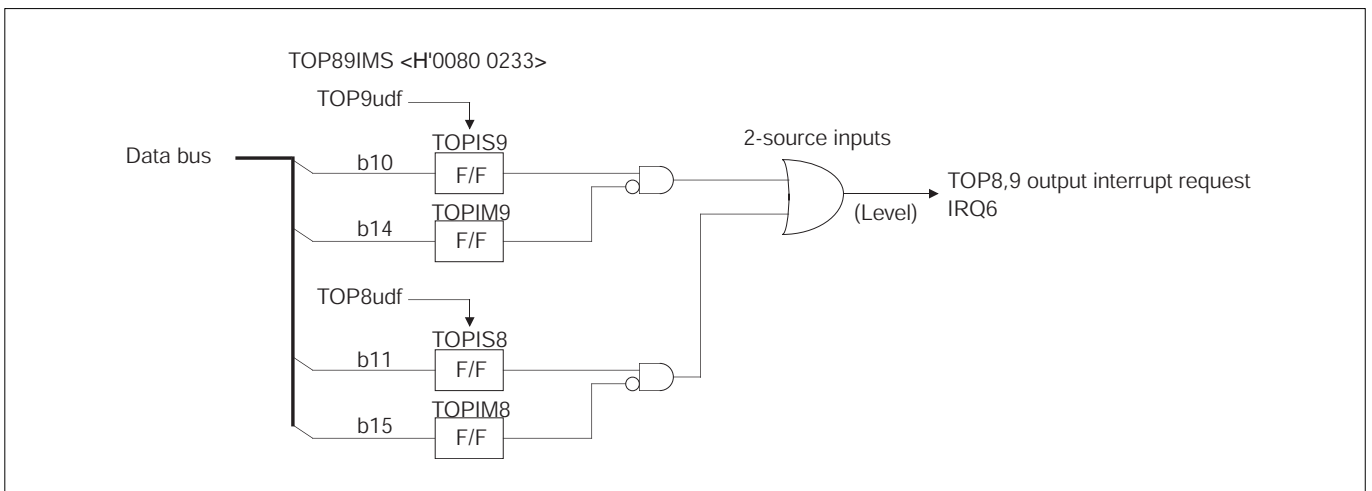 TOP89IMS <H'0080 0233>
TOP9udf
TOPIS9
2-source inputs
Data bus
b10
F/F
TOP8,9 output interrupt request
IRQ6
(Level)
TOPIM9
b14
F/F
TOP8udf
TOPIS8
b11
F/F
TOPIM8
b15
F/F